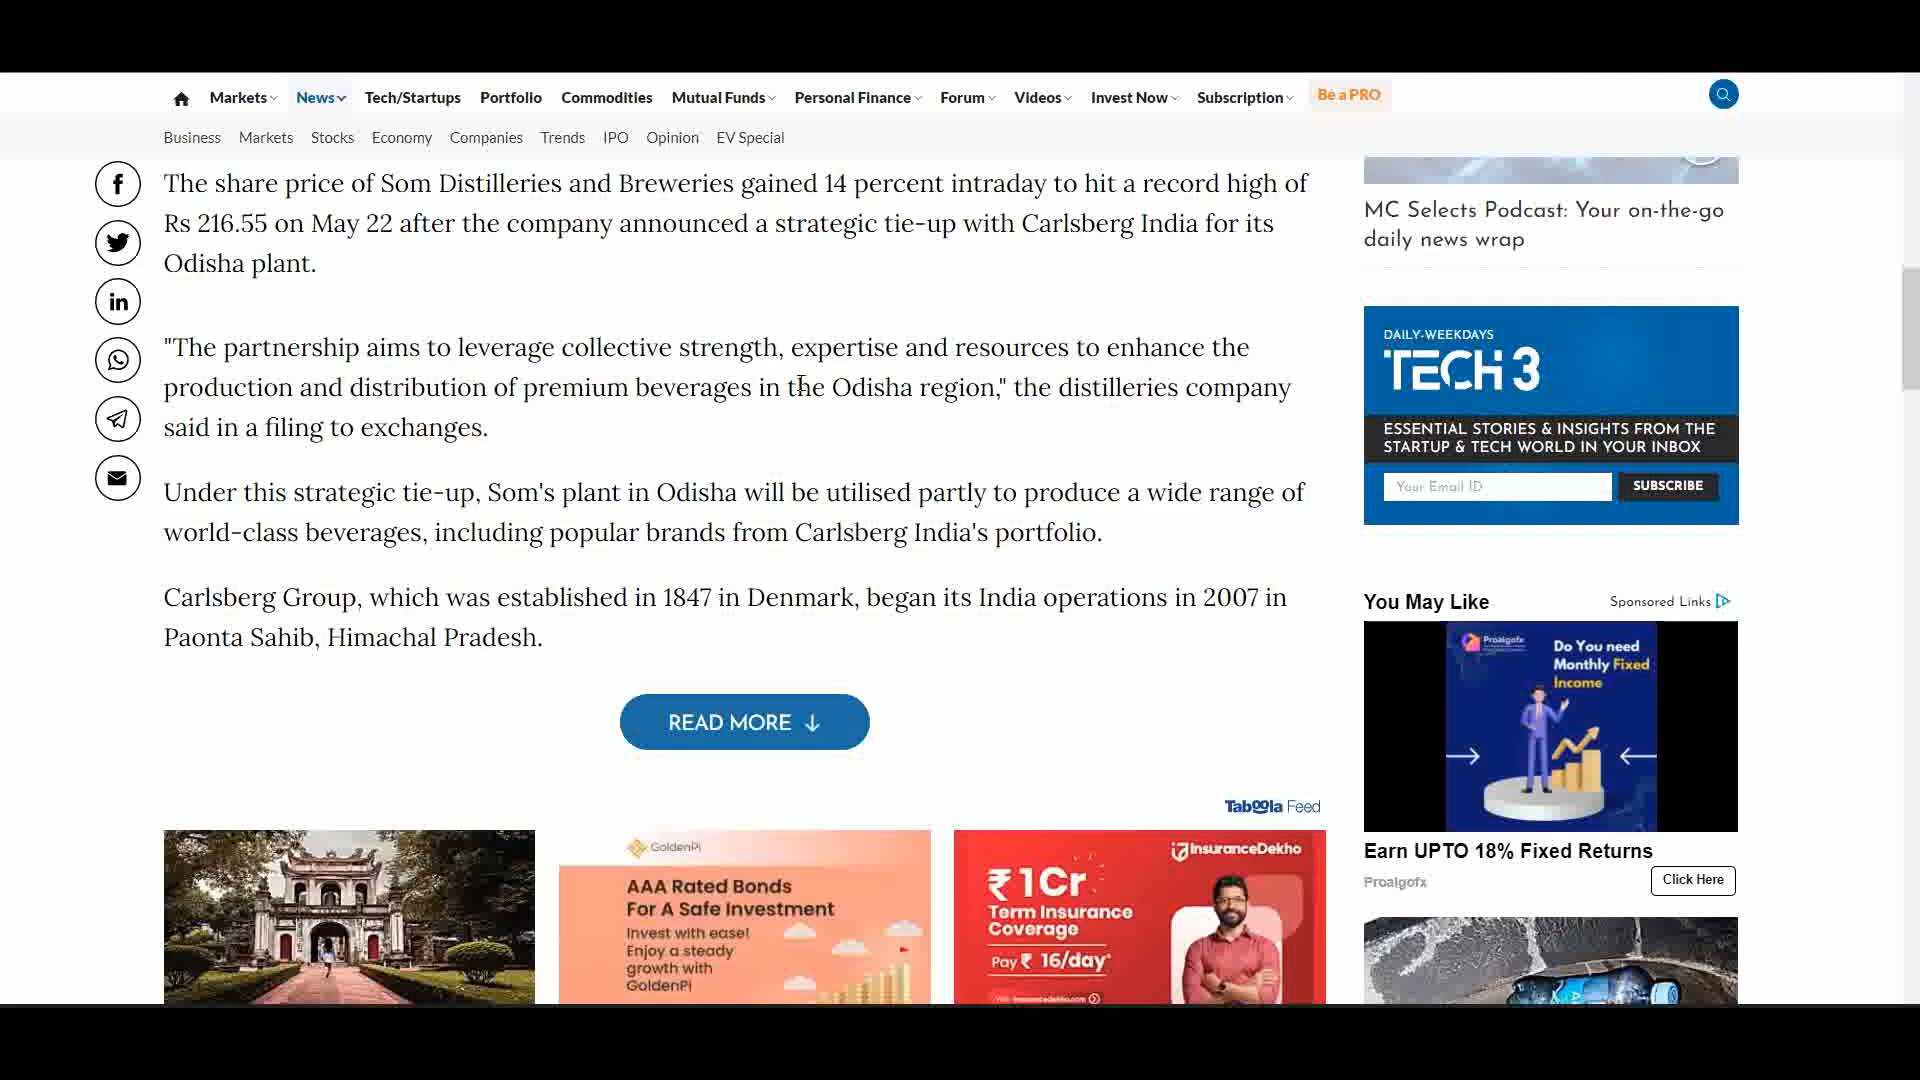 Markets News Tech/Startups Portfolio Commodities Mutual Funds Personal Finance Forum Videos Invest Now Subscription Be a PRO
Business Markets Stocks Economy Companies Trends IPO Opinion EV Special
The share price of Som Distilleries and Breweries gained 14 percent intraday to hit a record high of
Rs 216.55 on May 22 after the company announced a strategic tie-up with Carlsberg India for its
Odisha plant.
"The partnership aims to leverage collective strength, expertise and resources to enhance the
production and distribution of premium beverages in the Odisha region," the distilleries company
said in a filing to exchanges.
Under this strategic tie-up, Som's plant in Odisha will be utilised partly to produce a wide range of
world-class beverages, including popular brands from Carlsberg India's portfolio.
Carlsberg Group, which was established in 1847 in Denmark, began its India operations in 2007 in
Paonta Sahib, Himachal Pradesh.
READ MORE
Taboola Feed
GoldenPi
AAA Rated Bonds
For A Safe Investment
Invest with ease!
Enjoy a steady
growth with
GoldenPi
InsuranceDekho
₹1Cr
Term Insurance
Coverage
Pay ₹ 16/day*
MC Selects Podcast: Your on-the-go
daily news wrap
DAILY-WEEKDAYS
TECH 3
ESSENTIAL STORIES & INSIGHTS FROM THE
STARTUP & TECH WORLD IN YOUR INBOX
Your Email ID SUBSCRIBE
You May Like Sponsored Links
Proalgofx
Do You need
Monthly Fixed
Income
Earn UPTO 18% Fixed Returns
Proalgofx
Click Here